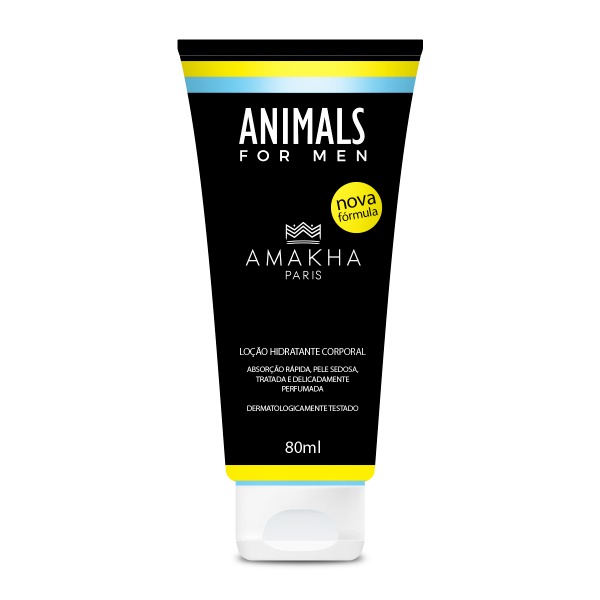 ANIMALS
FOR MEN
nova
fórmula
AMAKHA
PARIS
LOÇÃO HIDRATANTE CORPORAL
ABSORÇÃO RÁPIDA, PELE SEDOSA,
TRATADA E DELICADAMENTE
PERFUMADA
DERMATOLOGICAMENTE TESTADO
80ml